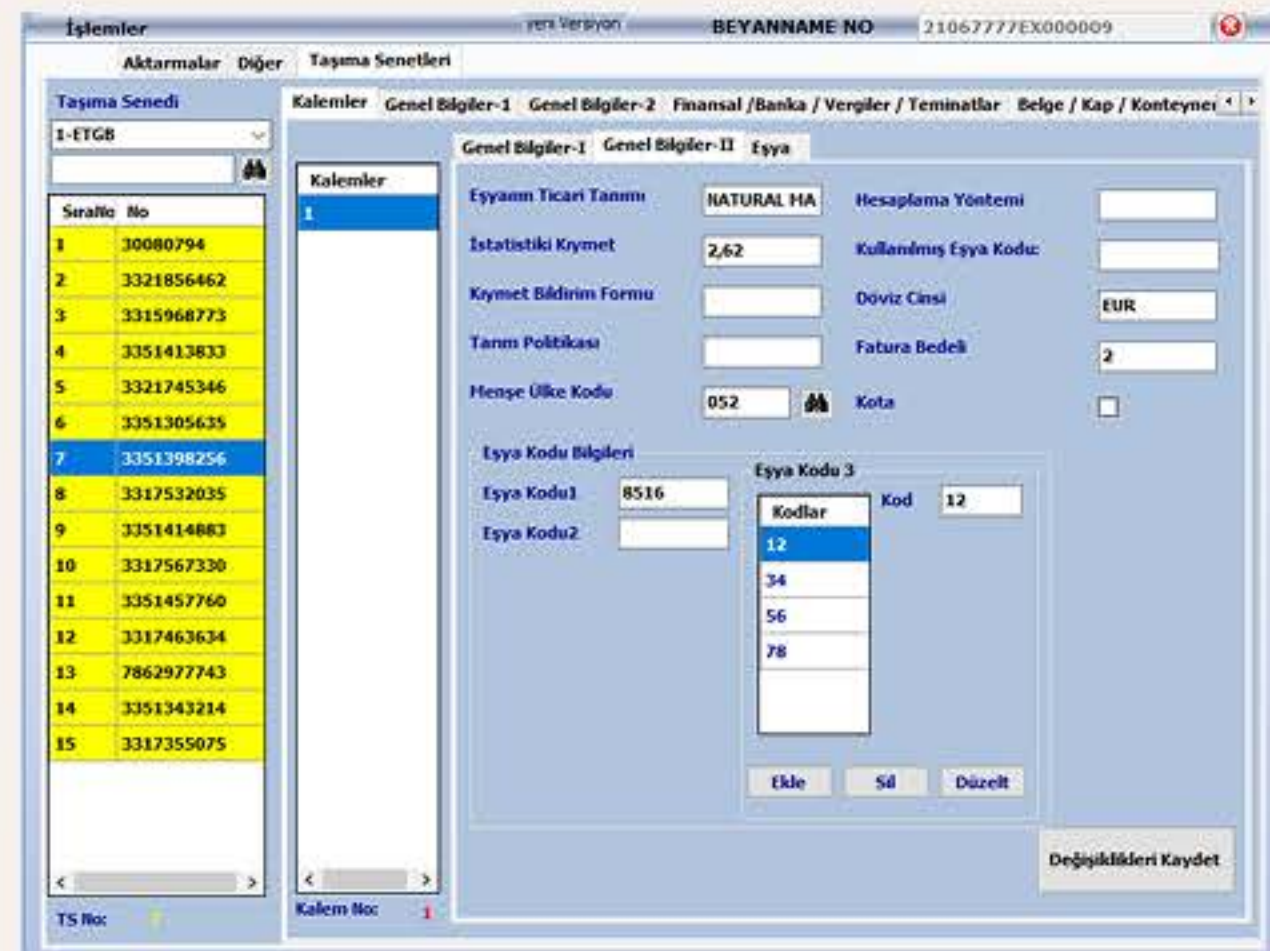 İşlemler yeni Versiyon BEYANNAME NO 21067777EX000009
Aktarmalar Diğer Taşıma Senetleri
Taşıma Senedi
1-ETGB
SıraNo No
1 30080794
2 3321856462
3 3315968773
4 3351413833
5 3321745346
6 3351305635
7 3351398256
8 3317532035
9 3351414883
10 3317567330
11 3351457760
12 3317463634
13 7862977743
14 3351343214
15 3317355075
TS No: 7
Kalemler Genel Bilgiler-1 Genel Bilgiler-2 Finansal /Banka / Vergiler / Teminatlar Belge / Kap / Konteyner
Kalemler
1
Kalem No: 1
Genel Bilgiler-I Genel Bilgiler-II Eşya
Eşyanın Ticari Tanımı NATURAL HA Hesaplama Yöntemi
İstatistiki Kıymet 2,62 Kullanılmış Eşya Kodu:
Kıymet Bildirim Formu Döviz Cinsi EUR
Tarım Politikası Fatura Bedeli 2
Menşe Ülke Kodu 052 Kota
Eşya Kodu Bilgileri
Eşya Kodu1 8516
Eşya Kodu2
Eşya Kodu 3
Kodlar Kod 12
12
34
56
78
Ekle Sil Düzelt
Değişiklikleri Kaydet